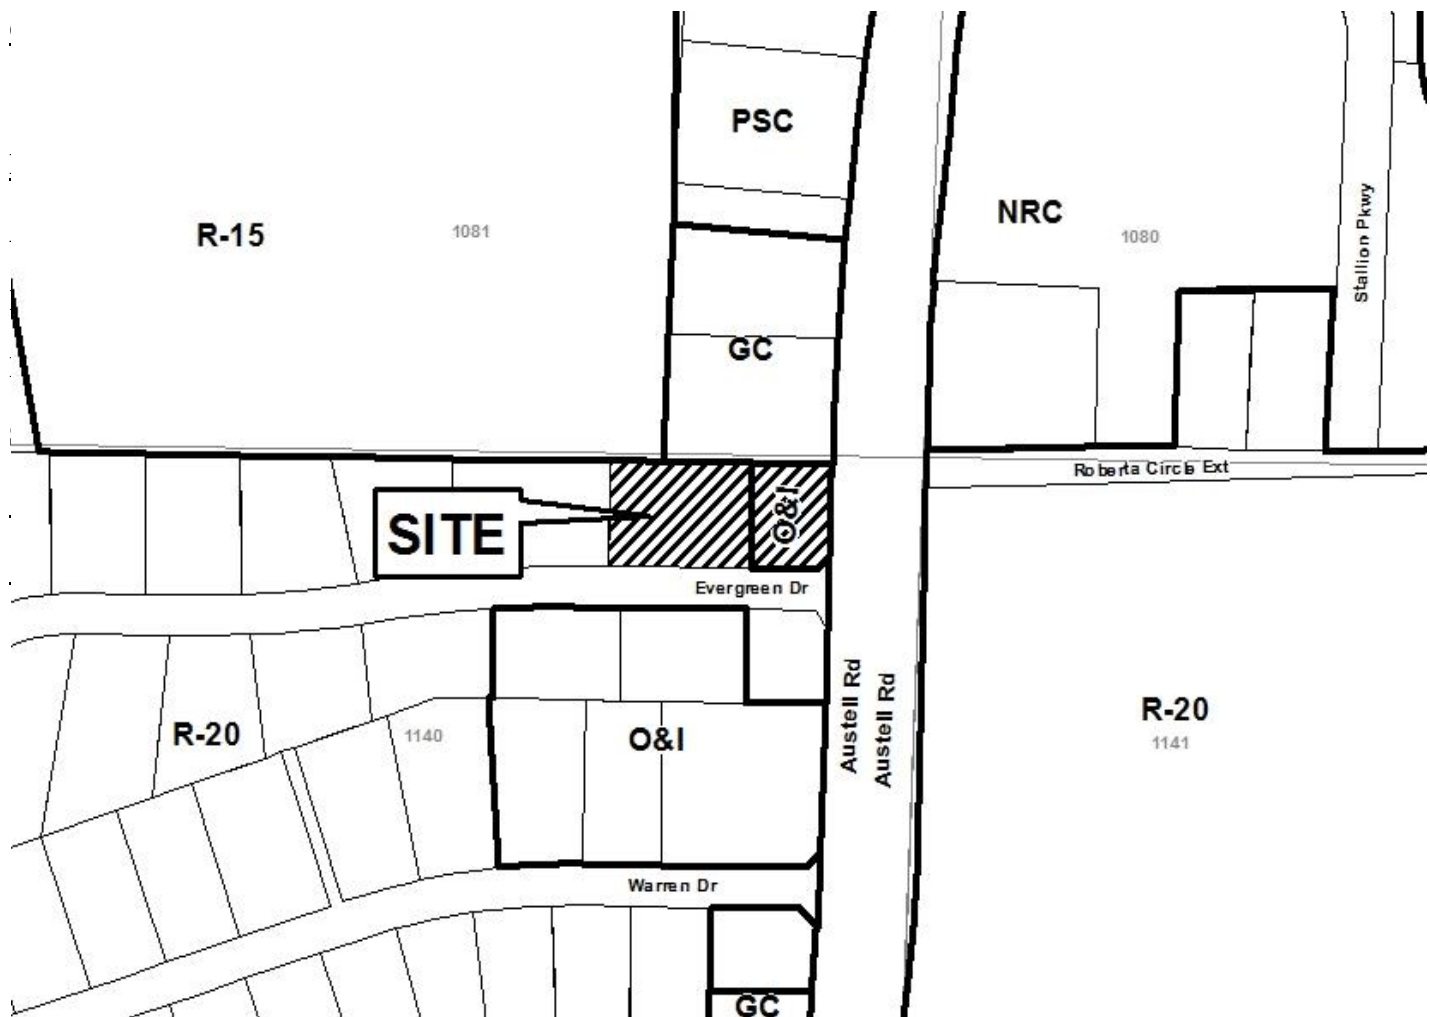 PSC
NRC
Stallion Pkwy
R-15
1081
1080
GC
Roberta Circle Ext
O&I
SITE
Evergreen Dr
Austell Rd
Austell Rd
R-20
1140
O&I
R-20
1141
Warren Dr
GC